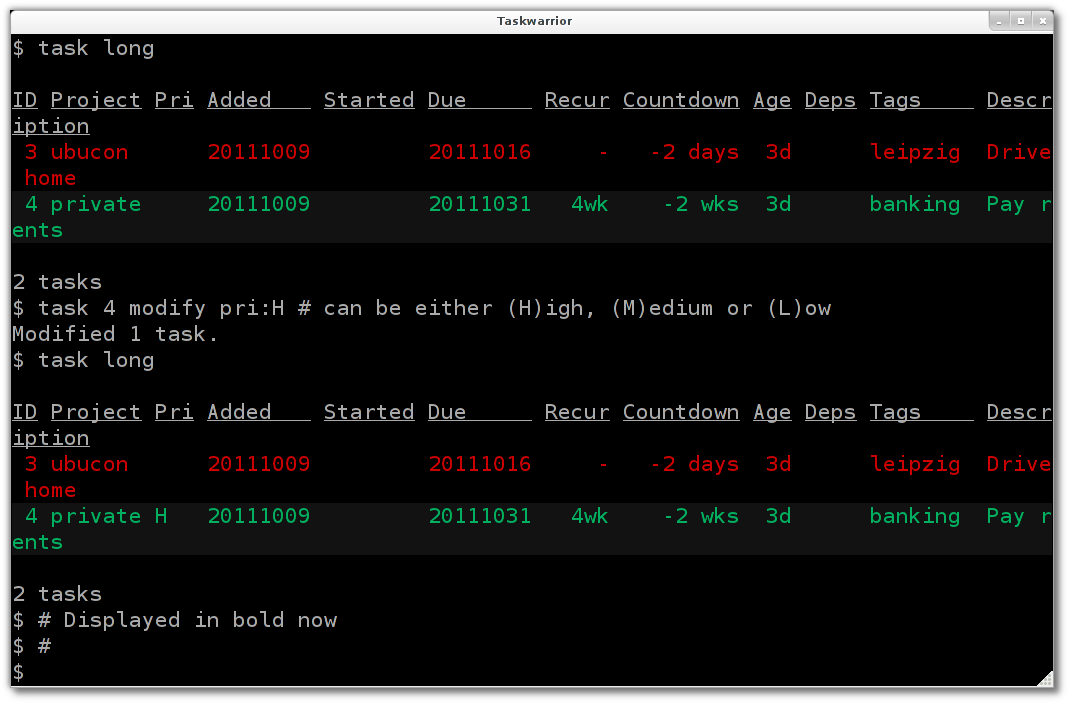 Taskwarrior
$ task long
ID Project Pri Added    Started Due      Recur Countdown Age Deps Tags     Descr
iption
 3 ubucon      20111009         20111016     -   -2 days  3d      leipzig  Drive
 home
 4 private     20111009         20111031   4wk    -2 wks  3d      banking  Pay r
ents
2 tasks
$ task 4 modify pri:H # can be either (H)igh, (M)edium or (L)ow
Modified 1 task.
$ task long
ID Project Pri Added    Started Due      Recur Countdown Age Deps Tags     Descr
iption
 3 ubucon      20111009         20111016     -   -2 days  3d      leipzig  Drive
 home
 4 private H   20111009         20111031   4wk    -2 wks  3d      banking  Pay r
ents
2 tasks
$ # Displayed in bold now
$ #
$